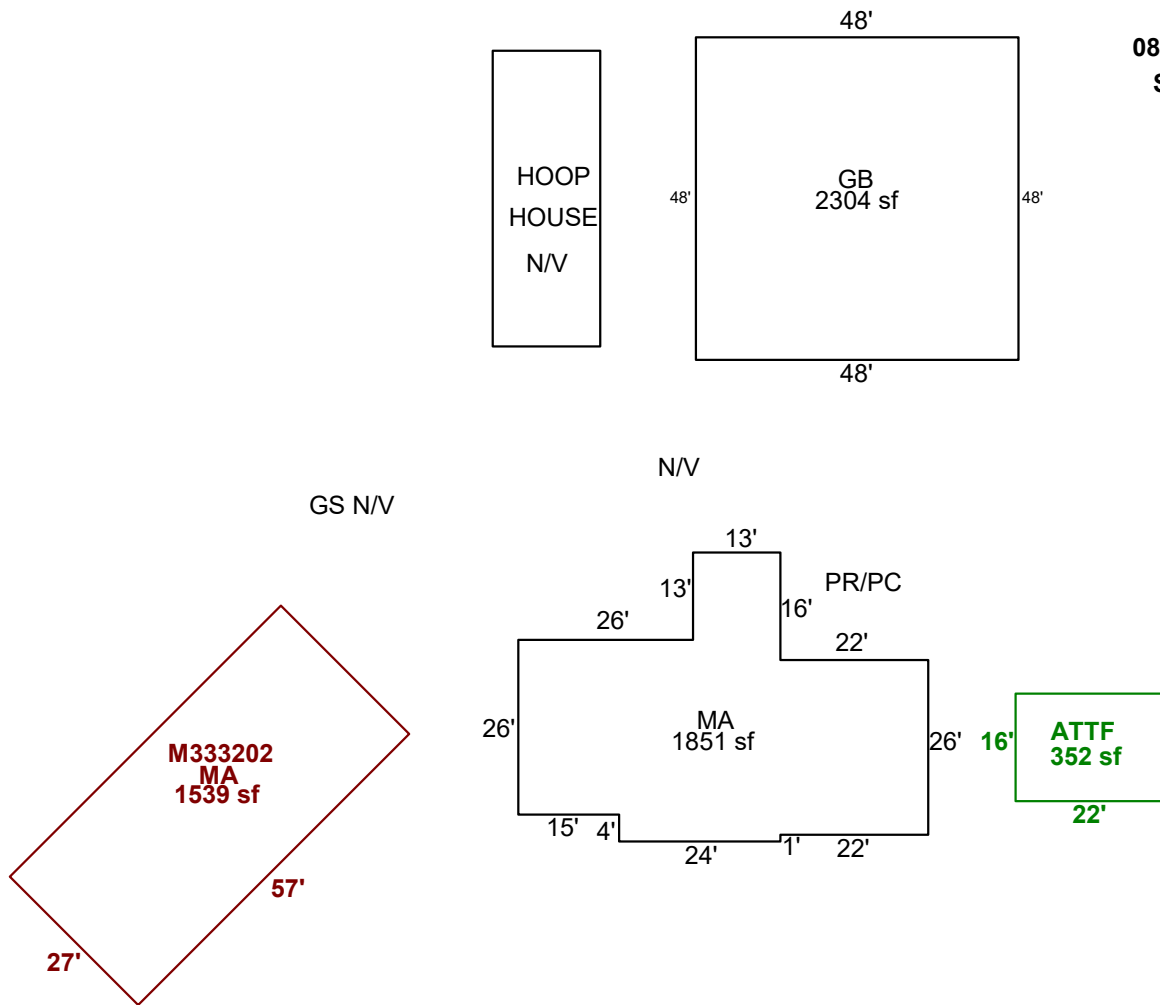 48'
08
S
HOOP
HOUSE
N/V
48'
GB
2304 sf
48'
48'
N/V
GS N/V
13'
13'
PR/PC
16'
26'
22'
26'
MA
1851 sf
26'
16'
ATTF
352 sf
22'
M333202
MA
1539 sf
15'
4'
24'
1'
22'
57'
27'